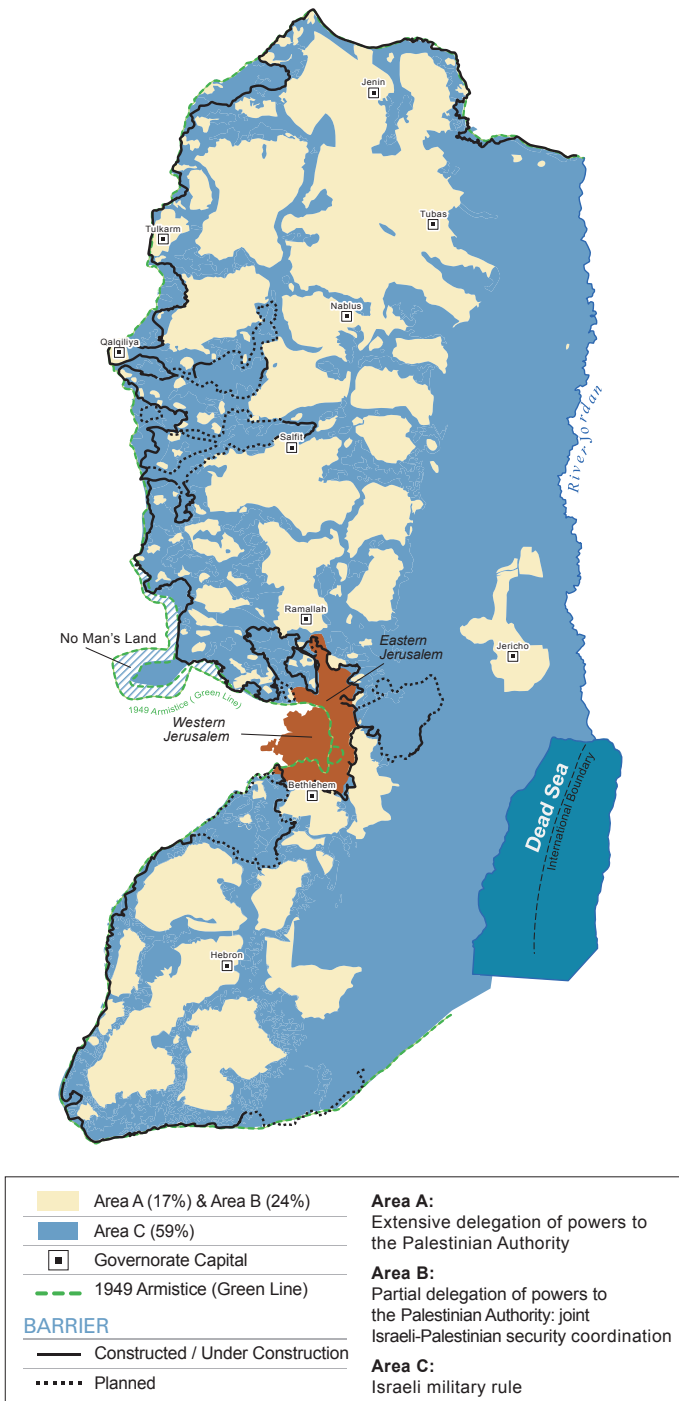 Jenin
Tubas
Tulkarm
Nablus
Qalqiliya
Salfit
River Jordan
Ramallah
No Man's Land
Eastern
Jerusalem
Jericho
1949 Armistice ( Green Line)
Western
Jerusalem
Bethlehem
Dead Sea
International Boundary
Hebron
Area A (17%) & Area B (24%)
Area C (59%)
Governorate Capital
1949 Armistice (Green Line)
BARRIER
Constructed / Under Construction
Planned
Area A:
Extensive delegation of powers to
the Palestinian Authority
Area B:
Partial delegation of powers to
the Palestinian Authority: joint
Israeli-Palestinian security coordination
Area C:
Israeli military rule